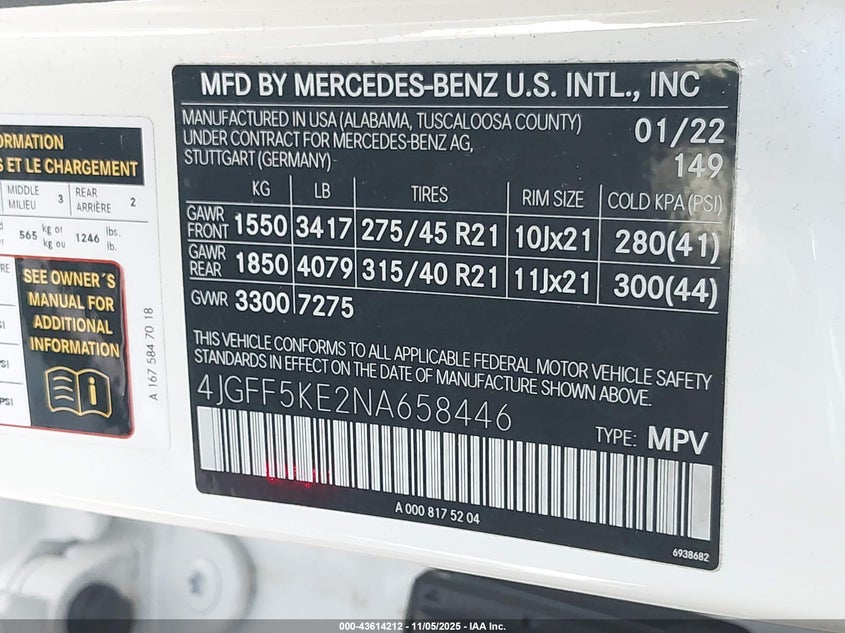 MFD BY MERCEDES-BENZ U.S. INTL., INC
MANUFACTURED IN USA (ALABAMA, TUSCALOOSA COUNTY)
UNDER CONTRACT FOR MERCEDES-BENZ AG,
STUTTGART (GERMANY)
01/22
149
KG LB TIRES RIM SIZE COLD KPA (PSI)
GAWR FRONT 1550 3417 275/45 R21 10Jx21 280(41)
GAWR REAR 1850 4079 315/40 R21 11Jx21 300(44)
GVWR 3300 7275
THIS VEHICLE CONFORMS TO ALL APPLICABLE FEDERAL MOTOR VEHICLE SAFETY
STANDARDS IN EFFECT ON THE DATE OF MANUFACTURE SHOWN ABOVE.
4JGFF5KE2NA658446
TYPE: MPV
A 000 817 52 04
6938682
ET LE CHARGEMENT
MIDDLE MILIEU 3 REAR ARRIÈRE 2
565 kg or kg ou 1246 lbs. lb.
SEE OWNER´S
MANUAL FOR
ADDITIONAL
INFORMATION
i
PSI
A 167 584 70 18
000-43614212 - 11/05/2025 - IAA Inc.